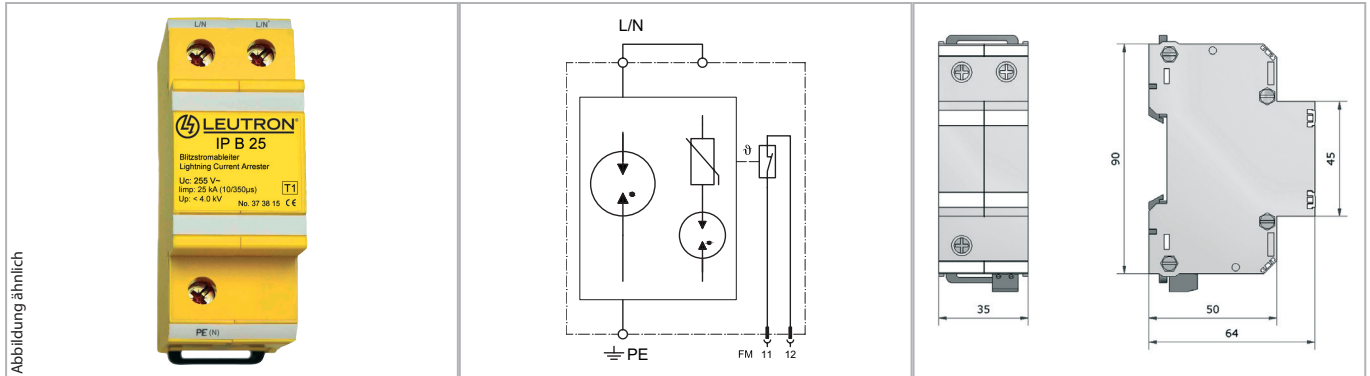 Abbildung ähnlich
L/N L/N'
LEUTRON®
IP B 25
Blitzstromableiter
Lightning Current Arrester
Uc: 255 V~
Iimp: 25 kA (10/350µs)
T1
Up: < 4.0 kV
No. 37 38 15 CE
PE (N)
L/N
ϑ
PE
FM 11 12
35
90
45
50
64